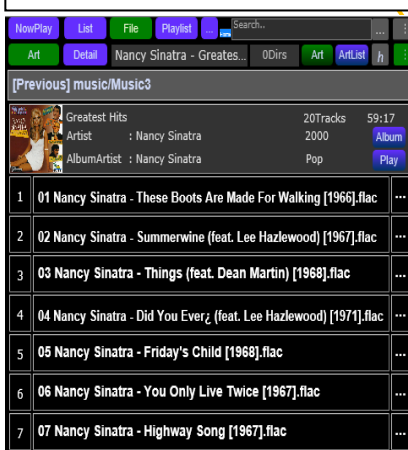 NowPlay List File Playlist ... Search.. ...
Art Detail Nancy Sinatra - Greates... 0Dirs Art ArtList h
[Previous] music/Music3
Greatest Hits 20Tracks 59:17
Artist : Nancy Sinatra 2000 Album
AlbumArtist : Nancy Sinatra Pop Play
1 01 Nancy Sinatra - These Boots Are Made For Walking [1966].flac ...
2 02 Nancy Sinatra - Summerwine (feat. Lee Hazlewood) [1967].flac ...
3 03 Nancy Sinatra - Things (feat. Dean Martin) [1968].flac ...
4 04 Nancy Sinatra - Did You Ever¿ (feat. Lee Hazlewood) [1971].flac ...
5 05 Nancy Sinatra - Friday's Child [1968].flac ...
6 06 Nancy Sinatra - You Only Live Twice [1967].flac ...
7 07 Nancy Sinatra - Highway Song [1967].flac ...